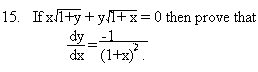 15. If x√1+y + y√1+x = 0 then prove that
dy/dx = -1/(1+x)².